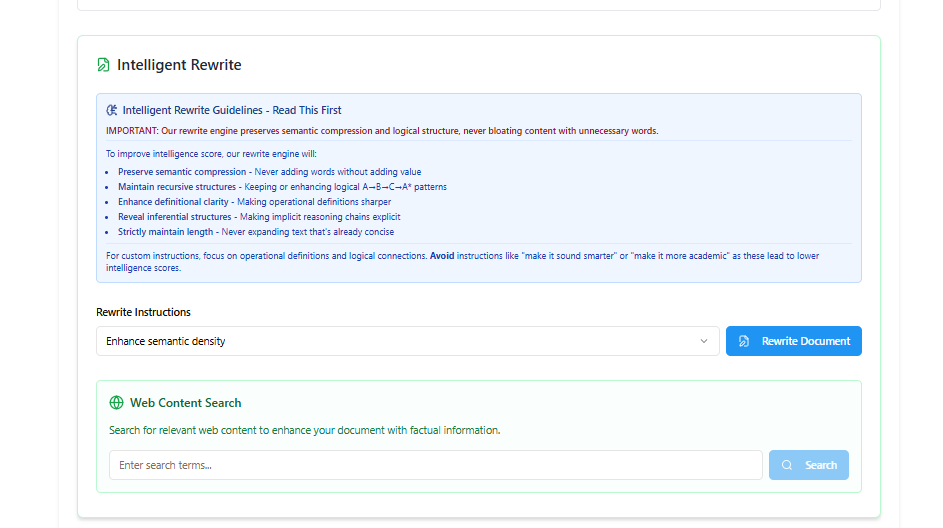 Intelligent Rewrite
Intelligent Rewrite Guidelines - Read This First
IMPORTANT: Our rewrite engine preserves semantic compression and logical structure, never bloating content with unnecessary words.
To improve intelligence score, our rewrite engine will:
• Preserve semantic compression - Never adding words without adding value
• Maintain recursive structures - Keeping or enhancing logical A→B→C→A* patterns
• Enhance definitional clarity - Making operational definitions sharper
• Reveal inferential structures - Making implicit reasoning chains explicit
• Strictly maintain length - Never expanding text that's already concise
For custom instructions, focus on operational definitions and logical connections. Avoid instructions like "make it sound smarter" or "make it more academic" as these lead to lower
intelligence scores.
Rewrite Instructions
Enhance semantic density
Rewrite Document
Web Content Search
Search for relevant web content to enhance your document with factual information.
Enter search terms...
Search